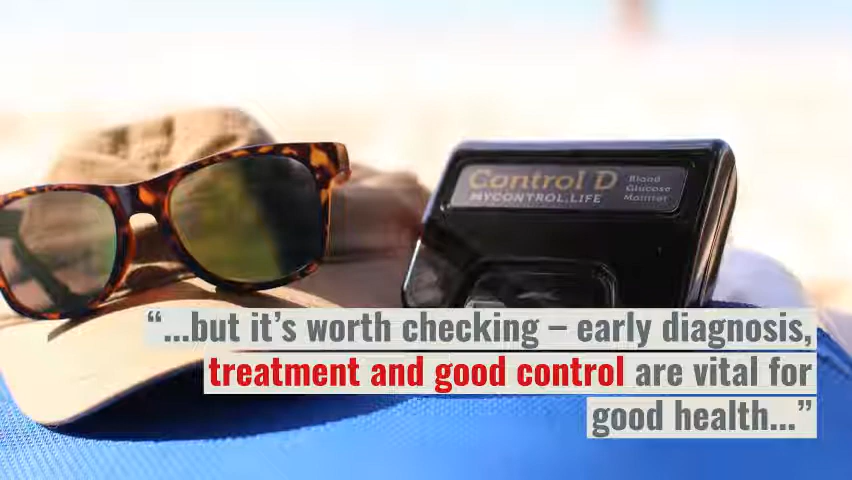 Control D
MYCONTROL.LIFE
Blood
Glucose
Monitor
“...but it’s worth checking – early diagnosis,
treatment and good control are vital for
good health...”